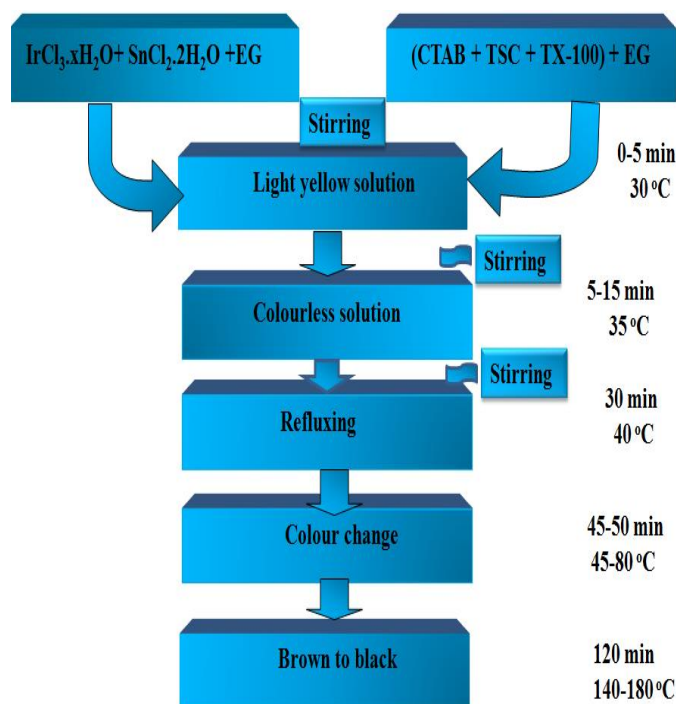 IrCl₃.xH₂O+ SnCl₂.2H₂O +EG
(CTAB + TSC + TX-100) + EG
Stirring
Light yellow solution
0-5 min
30 °C
Stirring
Colourless solution
5-15 min
35 °C
Stirring
Refluxing
30 min
40 °C
Colour change
45-50 min
45-80 °C
Brown to black
120 min
140-180 °C